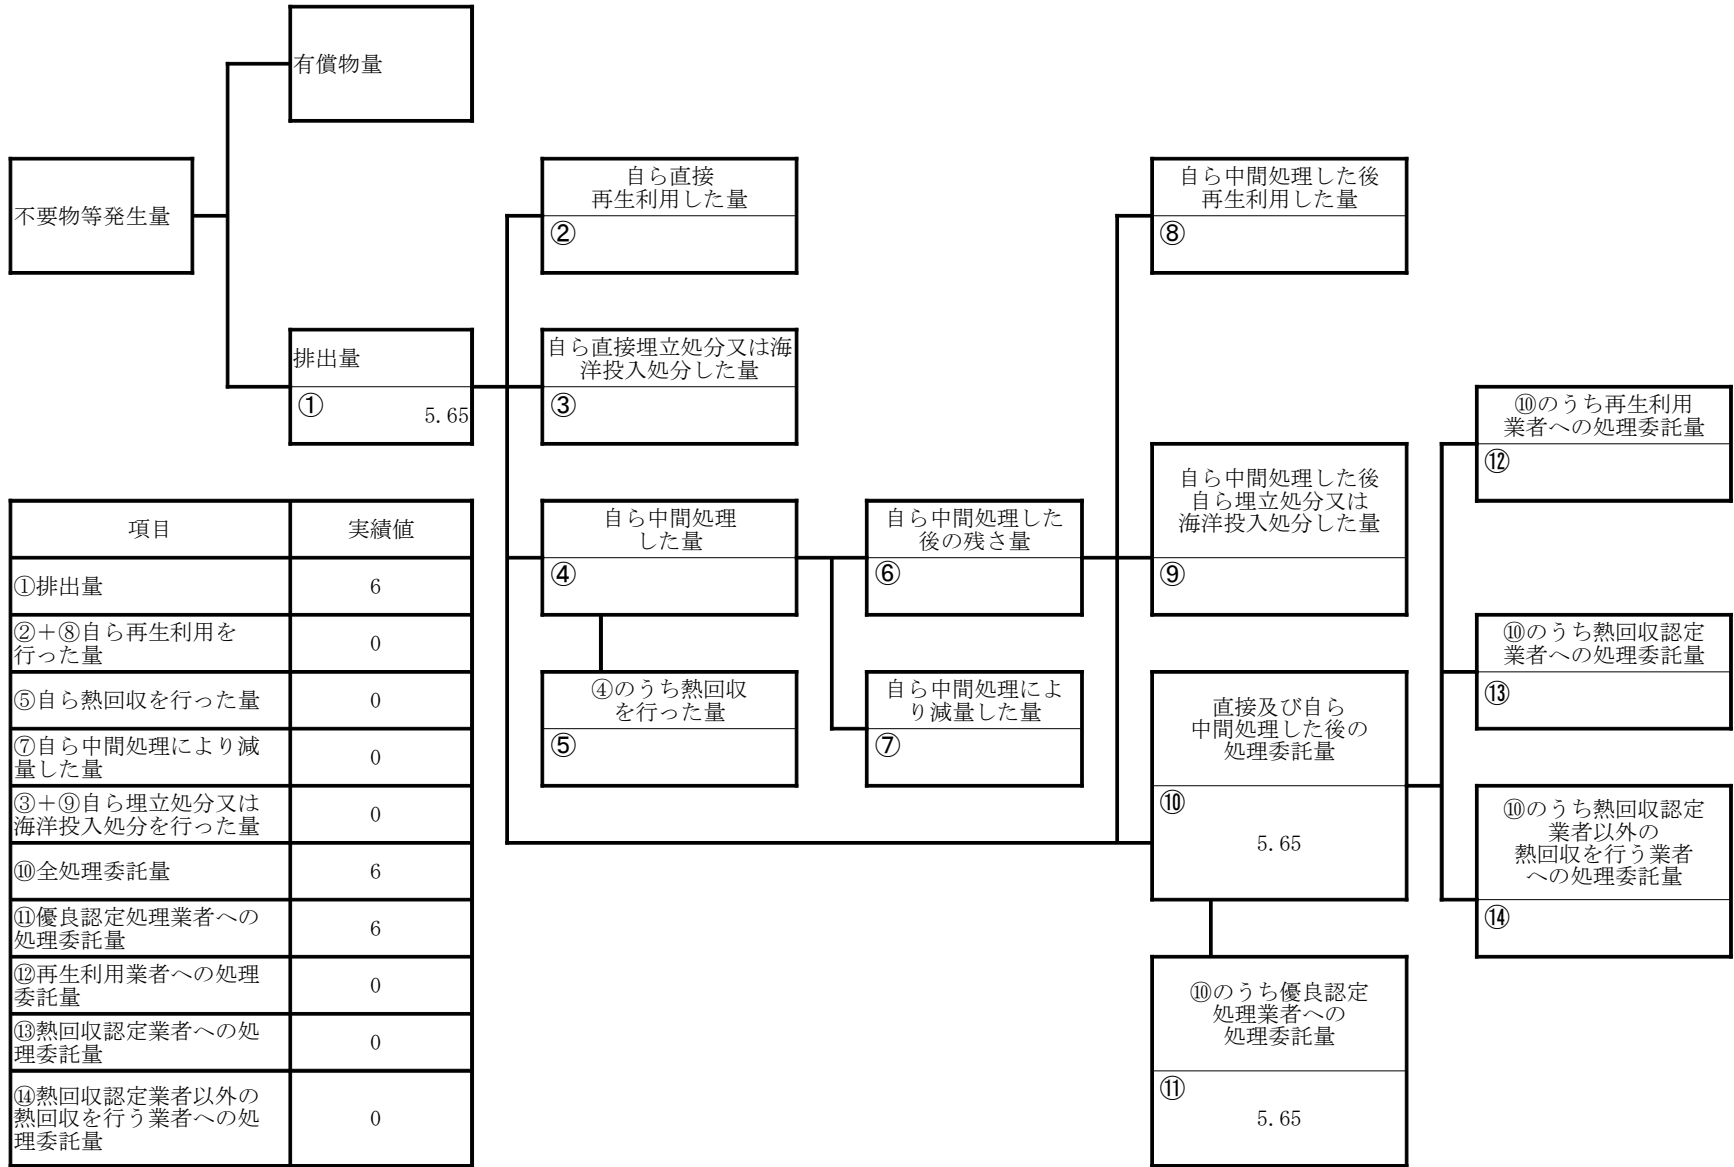 有償物量
不要物等発生量
排出量
①
5.65
自ら直接
再生利用した量
②
自ら直接埋立処分又は海
洋投入処分した量
③
自ら中間処理
した量
④
④のうち熱回収
を行った量
⑤
自ら中間処理した
後の残さ量
⑥
自ら中間処理によ
り減量した量
⑦
自ら中間処理した後
再生利用した量
⑧
自ら中間処理した後
自ら埋立処分又は
海洋投入処分した量
⑨
直接及び自ら
中間処理した後の
処理委託量
⑩
5.65
⑩のうち優良認定
処理業者への
処理委託量
⑪
5.65
⑩のうち再生利用
業者への処理委託量
⑫
⑩のうち熱回収認定
業者への処理委託量
⑬
⑩のうち熱回収認定
業者以外の
熱回収を行う業者
への処理委託量
⑭
項目 実績値
①排出量 6
②＋⑧自ら再生利用を
行った量 0
⑤自ら熱回収を行った量 0
⑦自ら中間処理により減
量した量 0
③＋⑨自ら埋立処分又は
海洋投入処分を行った量 0
⑩全処理委託量 6
⑪優良認定処理業者への
処理委託量 6
⑫再生利用業者への処理
委託量 0
⑬熱回収認定業者への処
理委託量 0
⑭熱回収認定業者以外の
熱回収を行う業者への処
理委託量 0